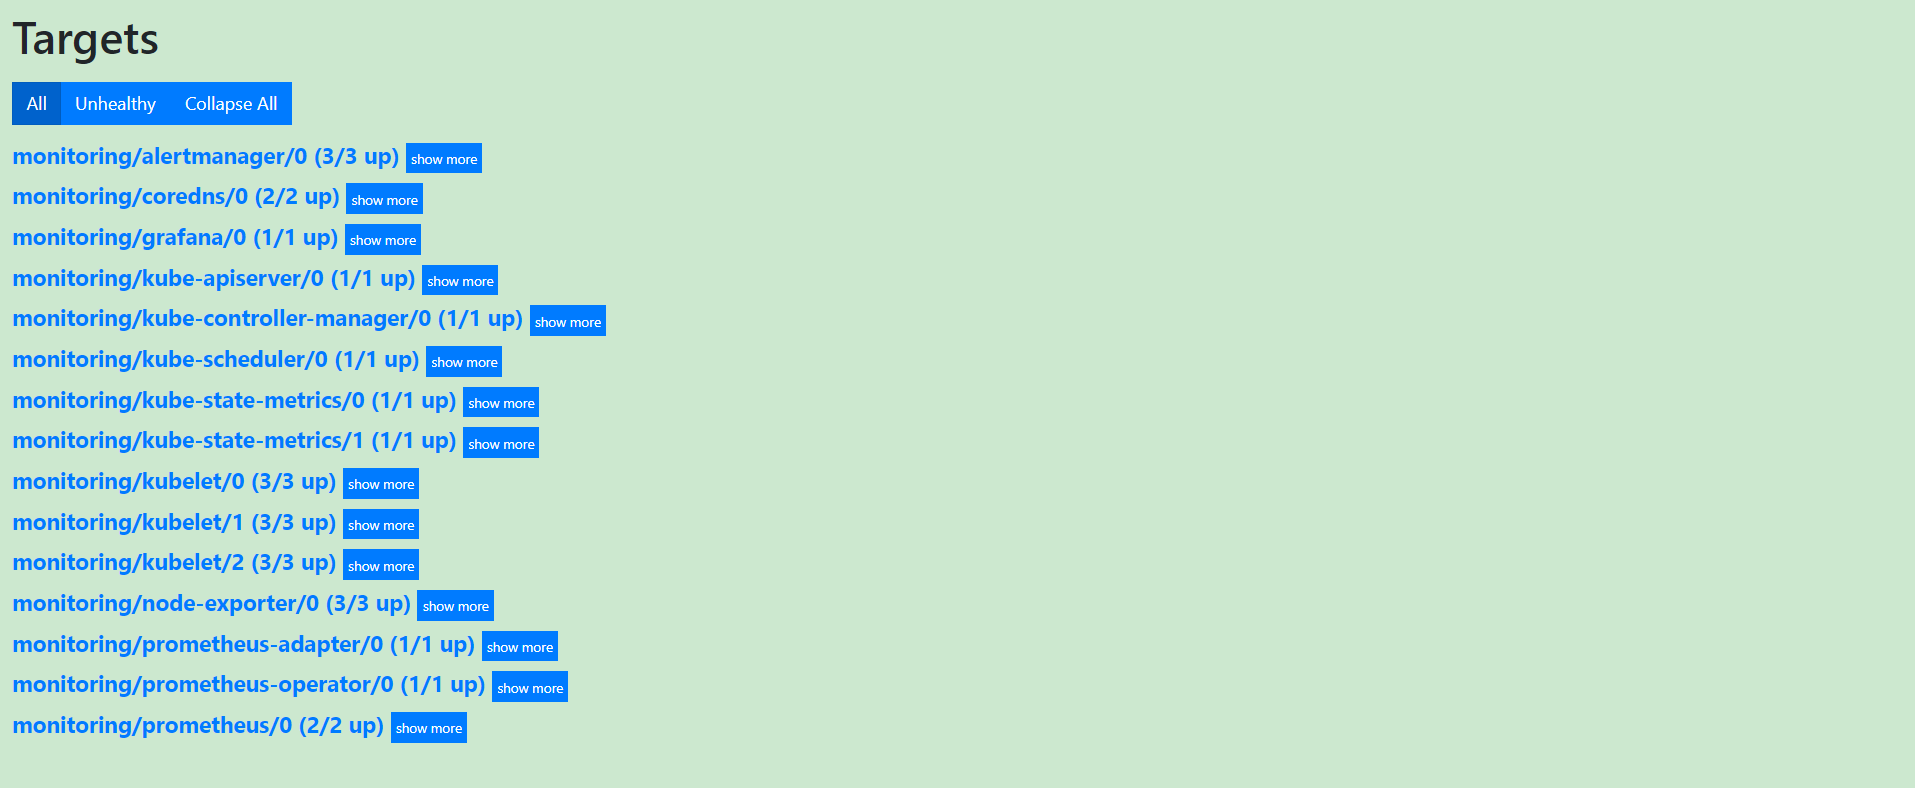 Targets
All Unhealthy Collapse All
monitoring/alertmanager/0 (3/3 up) show more
monitoring/coredns/0 (2/2 up) show more
monitoring/grafana/0 (1/1 up) show more
monitoring/kube-apiserver/0 (1/1 up) show more
monitoring/kube-controller-manager/0 (1/1 up) show more
monitoring/kube-scheduler/0 (1/1 up) show more
monitoring/kube-state-metrics/0 (1/1 up) show more
monitoring/kube-state-metrics/1 (1/1 up) show more
monitoring/kubelet/0 (3/3 up) show more
monitoring/kubelet/1 (3/3 up) show more
monitoring/kubelet/2 (3/3 up) show more
monitoring/node-exporter/0 (3/3 up) show more
monitoring/prometheus-adapter/0 (1/1 up) show more
monitoring/prometheus-operator/0 (1/1 up) show more
monitoring/prometheus/0 (2/2 up) show more